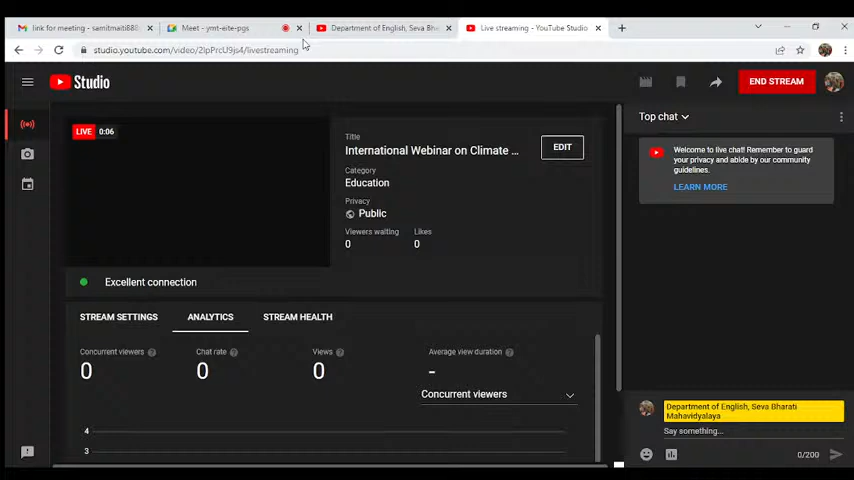 link for meeting - samitmaiti888
Meet - ymt-eite-pgs
Department of English, Seva Bha
Live streaming - YouTube Studio
studio.youtube.com/video/2IpPrcU9js4/livestreaming
Studio
END STREAM
LIVE 0:06
Title
International Webinar on Climate ...
EDIT
Category
Education
Privacy
Public
Viewers waiting
Likes
0
0
Excellent connection
STREAM SETTINGS
ANALYTICS
STREAM HEALTH
Concurrent viewers
Chat rate
Views
Average view duration
0
0
0
-
Concurrent viewers
4
3
Top chat
Welcome to live chat! Remember to guard
your privacy and abide by our community
guidelines.
LEARN MORE
Department of English, Seva Bharati
Mahavidyalaya
Say something...
0/200